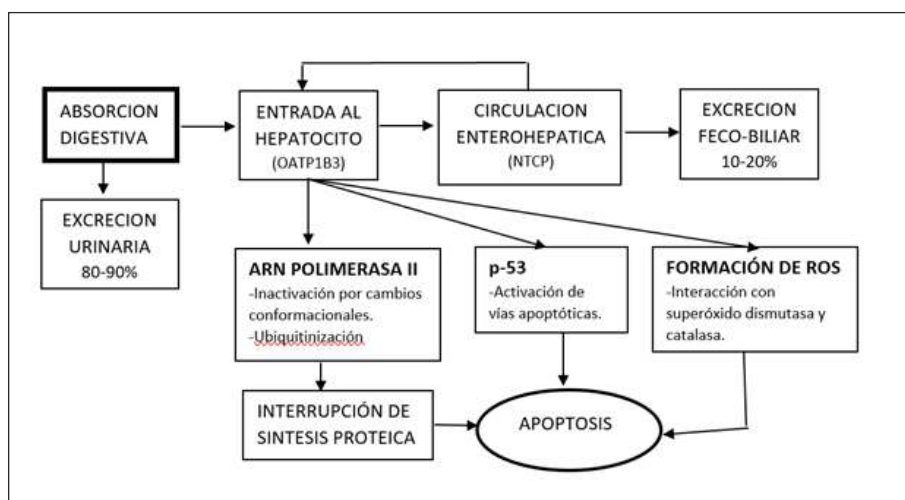 ABSORCION
DIGESTIVA
ENTRADA AL
HEPATOCITO
(OATP1B3)
CIRCULACION
ENTEROHEPATICA
(NTCP)
EXCRECION
FECO-BILIAR
10-20%
EXCRECION
URINARIA
80-90%
ARN POLIMERASA II
-Inactivación por cambios
conformacionales.
-Ubiquitinización
p-53
-Activación de
vías apoptóticas.
FORMACIÓN DE ROS
-Interacción con
superóxido dismutasa y
catalasa.
INTERRUPCIÓN DE
SINTESIS PROTEICA
APOPTOSIS